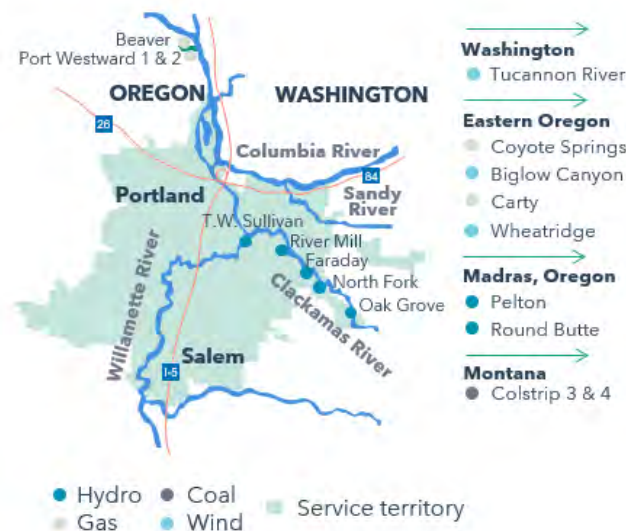 Beaver
Port Westward 1 & 2
OREGON
WASHINGTON
26
Columbia River
84
Portland
Sandy
River
T.W. Sullivan
River Mill
Faraday
North Fork
Oak Grove
Willamette River
Clackamas River
Salem
I-5
Washington
Tucannon River
Eastern Oregon
Coyote Springs
Biglow Canyon
Carty
Wheatridge
Madras, Oregon
Pelton
Round Butte
Montana
Colstrip 3 & 4
Hydro
Coal
Gas
Wind
Service territory